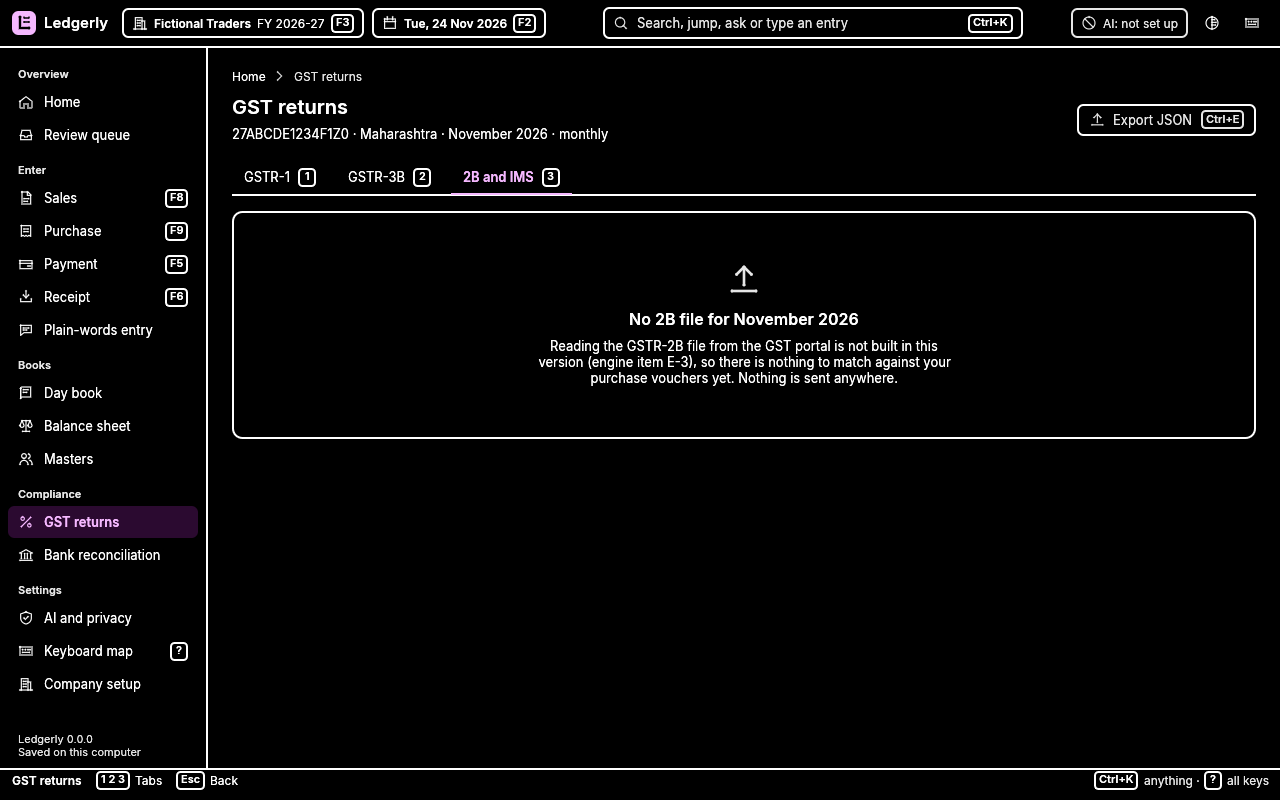 Ledgerly
Fictional Traders FY 2026-27 F3
Tue, 24 Nov 2026 F2
Search, jump, ask or type an entry Ctrl+K
AI: not set up
Overview
Home
Review queue
Enter
Sales F8
Purchase F9
Payment F5
Receipt F6
Plain-words entry
Books
Day book
Balance sheet
Masters
Compliance
GST returns
Bank reconciliation
Settings
AI and privacy
Keyboard map ?
Company setup
Ledgerly 0.0.0
Saved on this computer
Home GST returns
GST returns
27ABCDE1234F1Z0 · Maharashtra · November 2026 · monthly
Export JSON Ctrl+E
GSTR-1 1 GSTR-3B 2 2B and IMS 3
No 2B file for November 2026
Reading the GSTR-2B file from the GST portal is not built in this
version (engine item E-3), so there is nothing to match against your
purchase vouchers yet. Nothing is sent anywhere.
GST returns 1 2 3 Tabs Esc Back
Ctrl+K anything · ? all keys